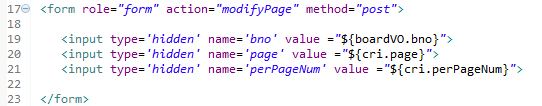 17 <form role="form" action="modifyPage" method="post">
18
19 <input type='hidden' name='bno' value ="${boardVO.bno}">
20 <input type='hidden' name='page' value ="${cri.page}">
21 <input type='hidden' name='perPageNum' value ="${cri.perPageNum}">
22
23 </form>